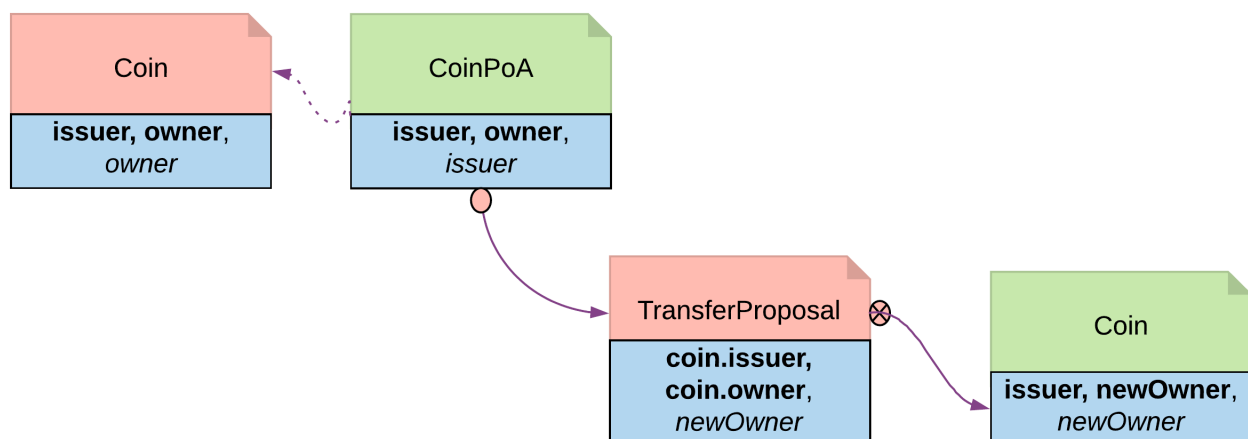 Coin
issuer, owner,
owner
CoinPoA
issuer, owner,
issuer
TransferProposal
coin.issuer,
coin.owner,
newOwner
Coin
issuer, newOwner,
newOwner